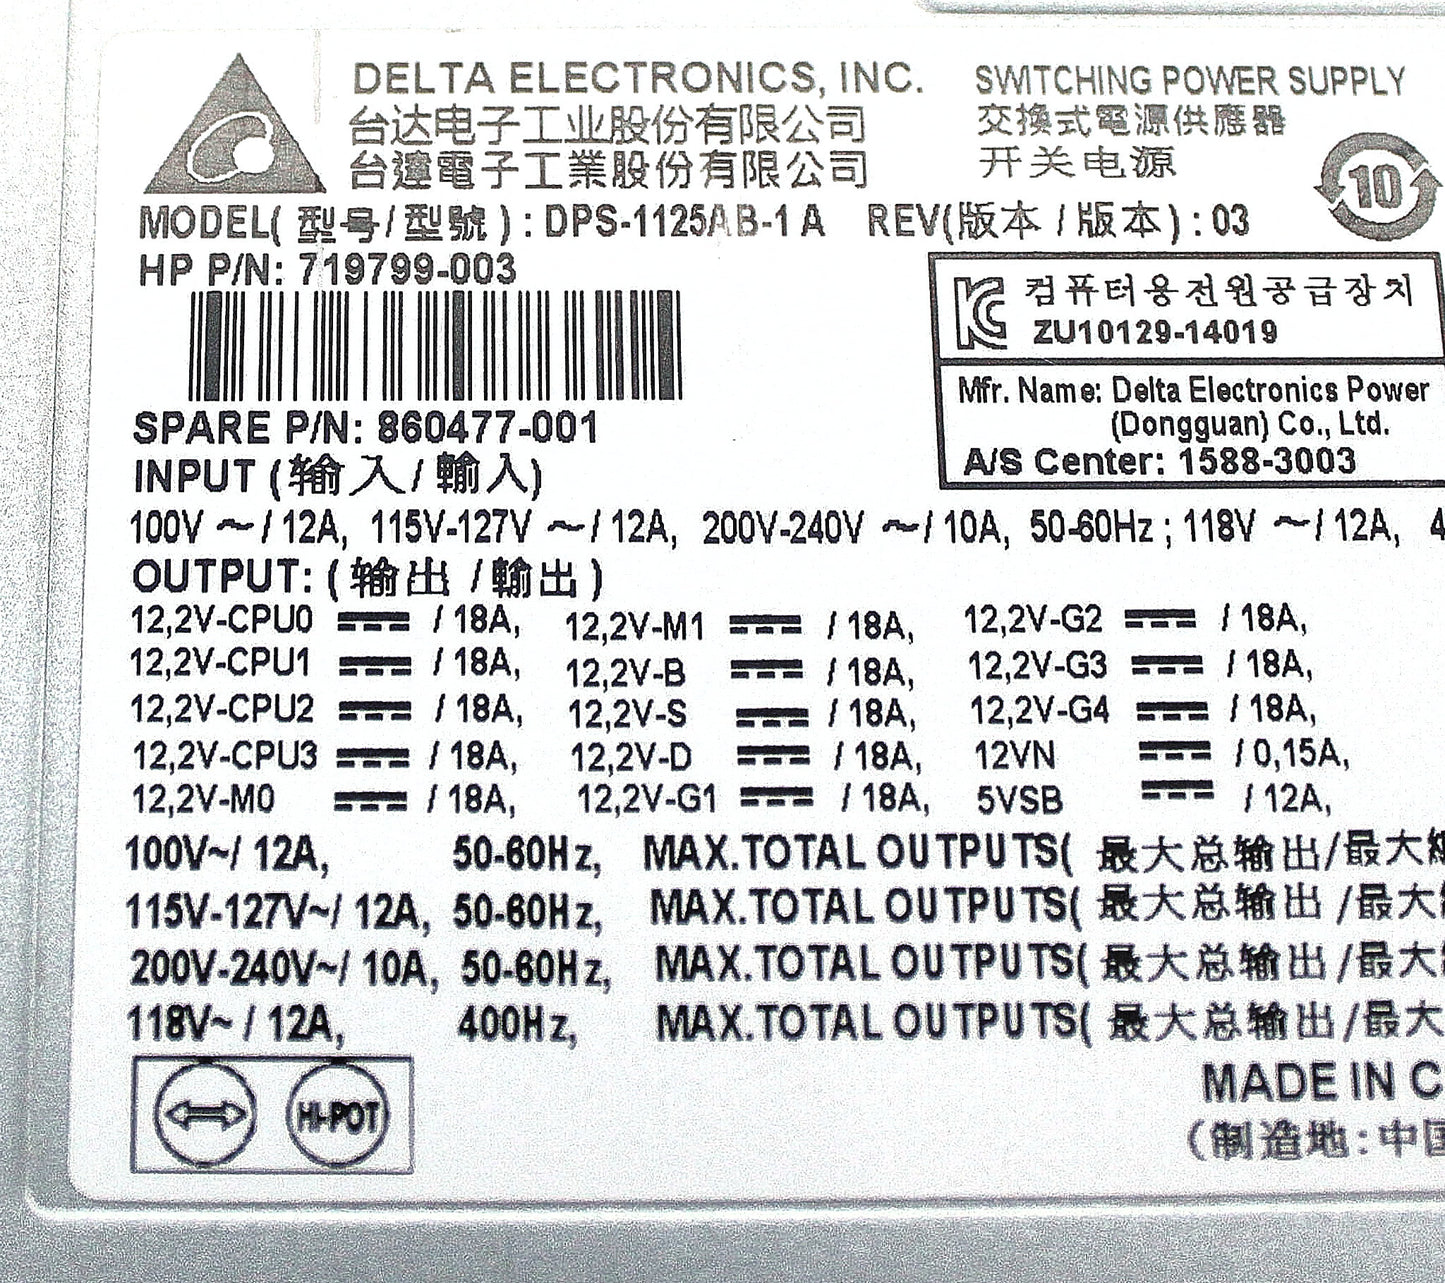 DELTA ELECTRONICS, INC.
台达电子工业股份有限公司
台達電子工業股份有限公司
SWITCHING POWER SUPPLY
交換式電源供應器
开关电源
10
MODEL(型号/型號): DPS-1125AB-1 A REV(版本/版本): 03
HP P/N: 719799-003
컴퓨터용전원공급장치
ZU10129-14019
Mfr. Name: Delta Electronics Power
(Dongguan) Co., Ltd.
A/S Center: 1588-3003
SPARE P/N: 860477-001
INPUT (输入/輸入)
100V ～/ 12A, 115V-127V ～/ 12A, 200V-240V ～/ 10A, 50-60Hz ; 118V ～/ 12A, 4
OUTPUT: (输出/輸出)
12,2V-CPU0 ⎓ / 18A, 12,2V-M1 ⎓ / 18A, 12,2V-G2 ⎓ / 18A,
12,2V-CPU1 ⎓ / 18A, 12,2V-B ⎓ / 18A, 12,2V-G3 ⎓ / 18A,
12,2V-CPU2 ⎓ / 18A, 12,2V-S ⎓ / 18A, 12,2V-G4 ⎓ / 18A,
12,2V-CPU3 ⎓ / 18A, 12,2V-D ⎓ / 18A, 12VN ⎓ / 0,15A,
12,2V-M0 ⎓ / 18A, 12,2V-G1 ⎓ / 18A, 5VSB ⎓ / 12A,
100V~/ 12A, 50-60Hz, MAX.TOTAL OUTPUTS( 最大总输出/最大
115V-127V~/ 12A, 50-60Hz, MAX.TOTAL OUTPUTS( 最大总输出/最大
200V-240V~/ 10A, 50-60Hz, MAX.TOTAL OUTPUTS( 最大总输出/最大
118V~ / 12A, 400Hz, MAX.TOTAL OUTPUTS( 最大总输出/最大
HI-POT
MADE IN C
(制造地:中国